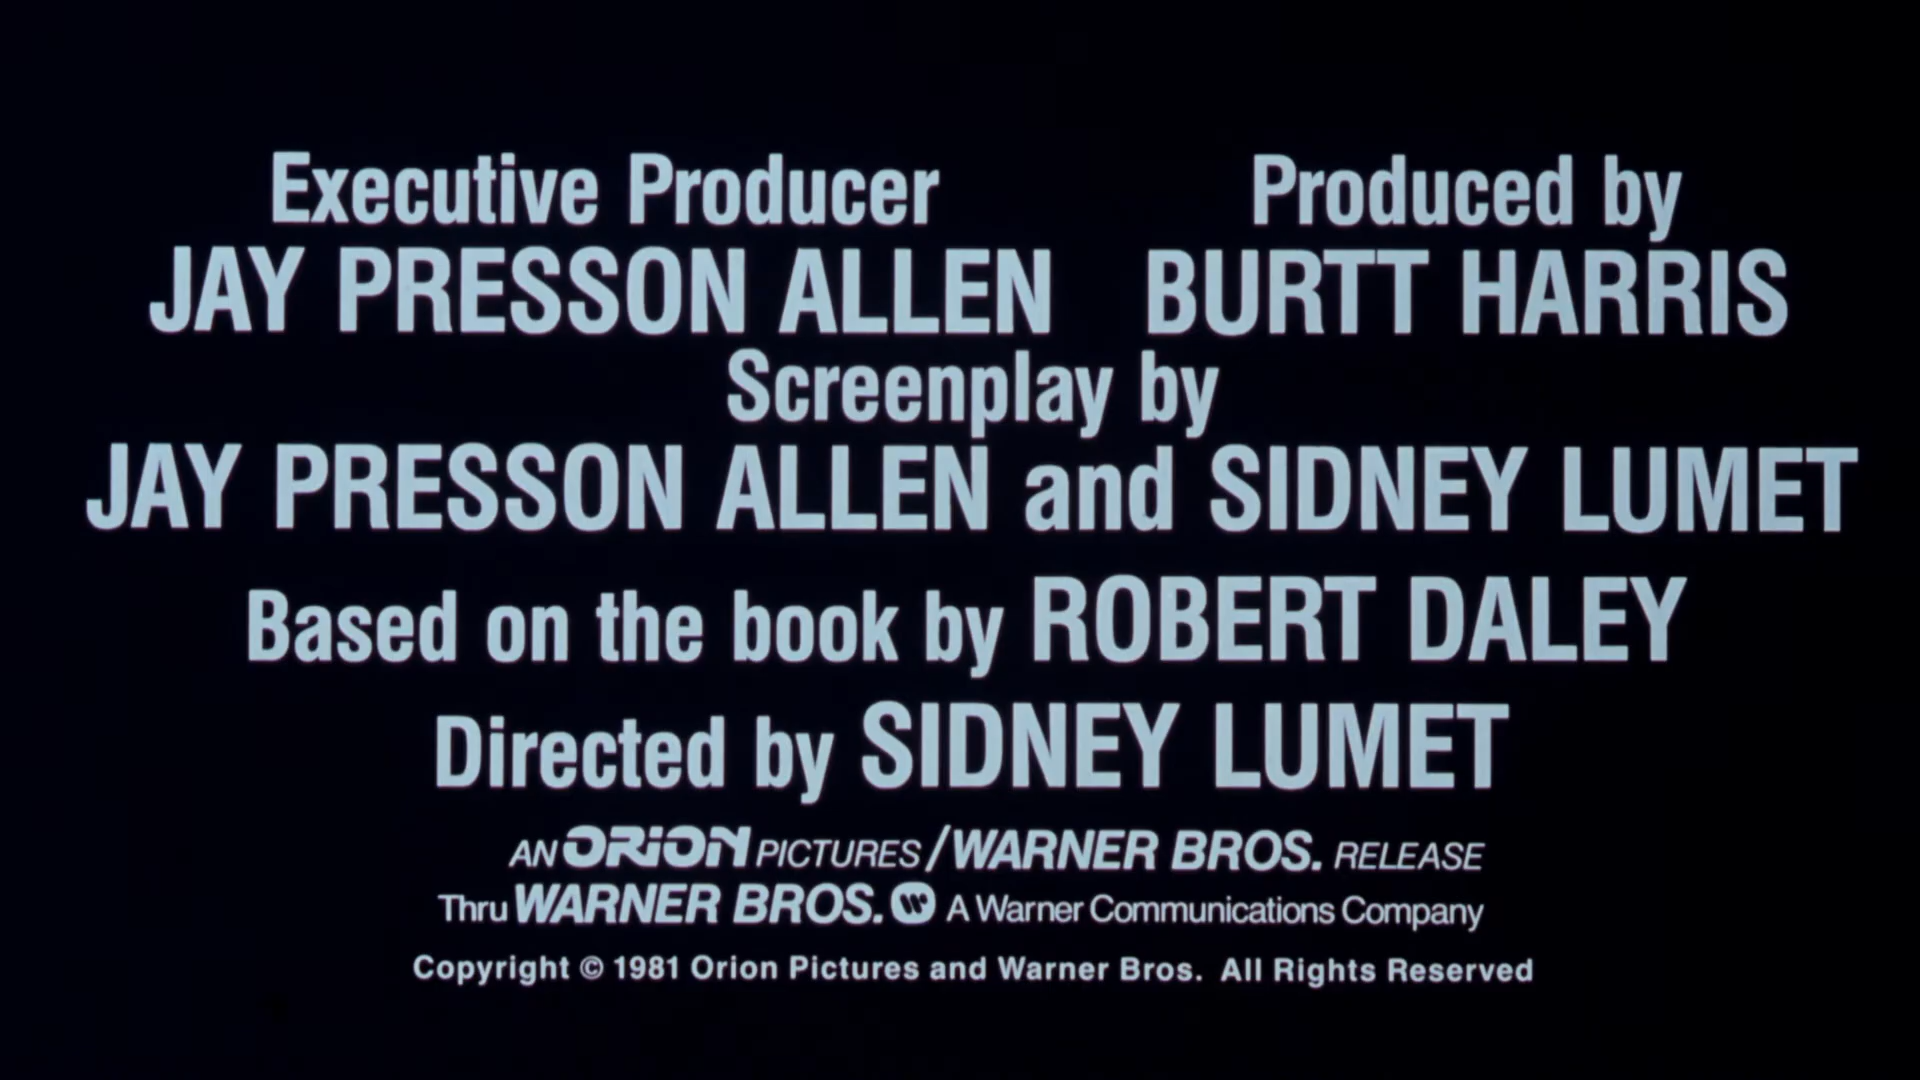 Executive Producer Produced by
JAY PRESSON ALLEN BURTT HARRIS
Screenplay by
JAY PRESSON ALLEN and SIDNEY LUMET
Based on the book by ROBERT DALEY
Directed by SIDNEY LUMET
AN ORION PICTURES/WARNER BROS. RELEASE
Thru WARNER BROS. A Warner Communications Company
Copyright © 1981 Orion Pictures and Warner Bros. All Rights Reserved